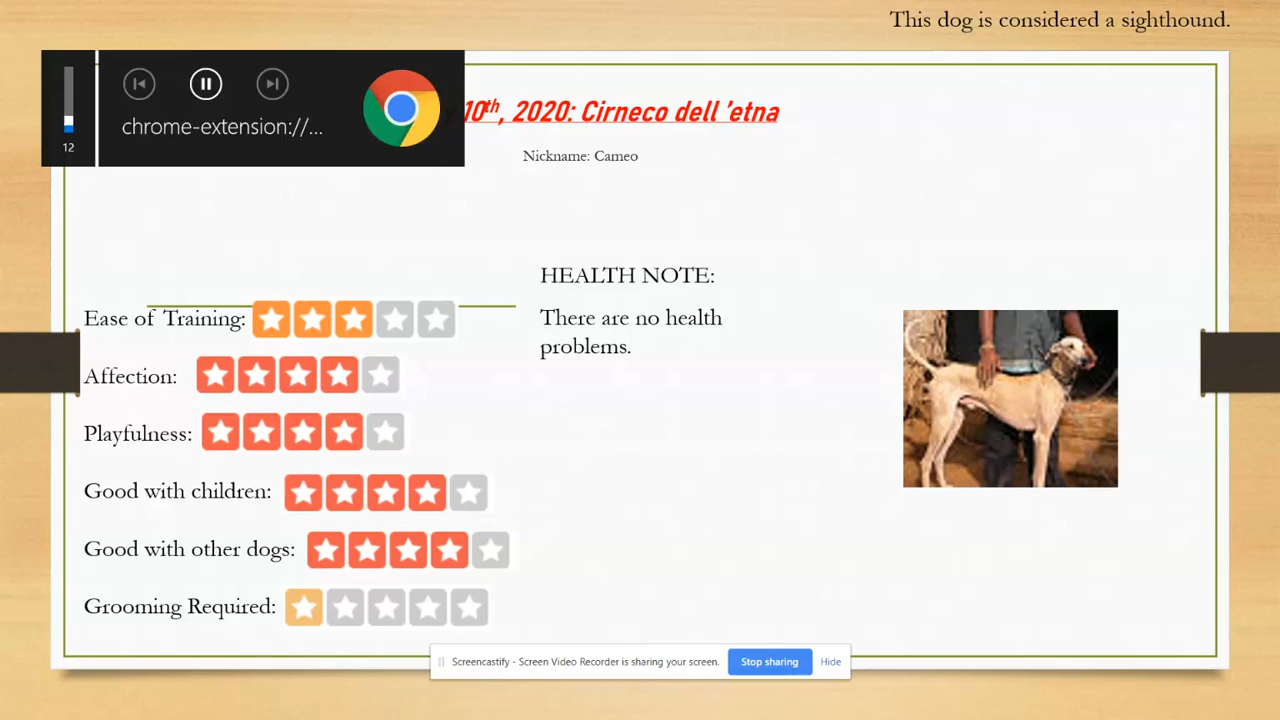 This dog is considered a sighthound.
12
chrome-extension://...
10th, 2020: Cirneco dell 'etna
Nickname: Cameo
HEALTH NOTE:
There are no health
problems.
Ease of Training:
Affection:
Playfulness:
Good with children:
Good with other dogs:
Grooming Required:
Screencastify - Screen Video Recorder is sharing your screen.
Stop sharing
Hide